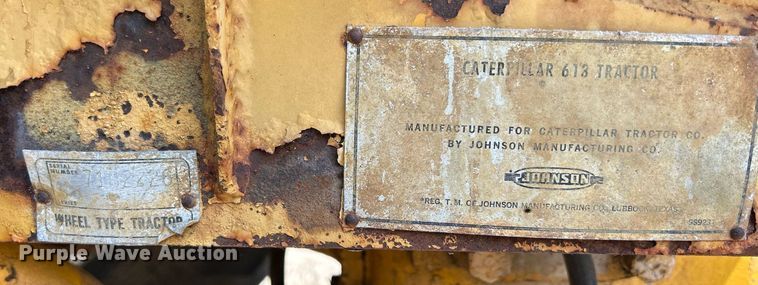 CATERPILLAR 613 TRACTOR
MANUFACTURED FOR CATERPILLAR TRACTOR CO.
BY JOHNSON MANUFACTURING CO.
JOHNSON
*REG. T. M. OF JOHNSON MANUFACTURING CO., LUBBOCK, TEXAS
SERIAL
NUMBER
WHEEL TYPE TRACTOR
Purple Wave Auction